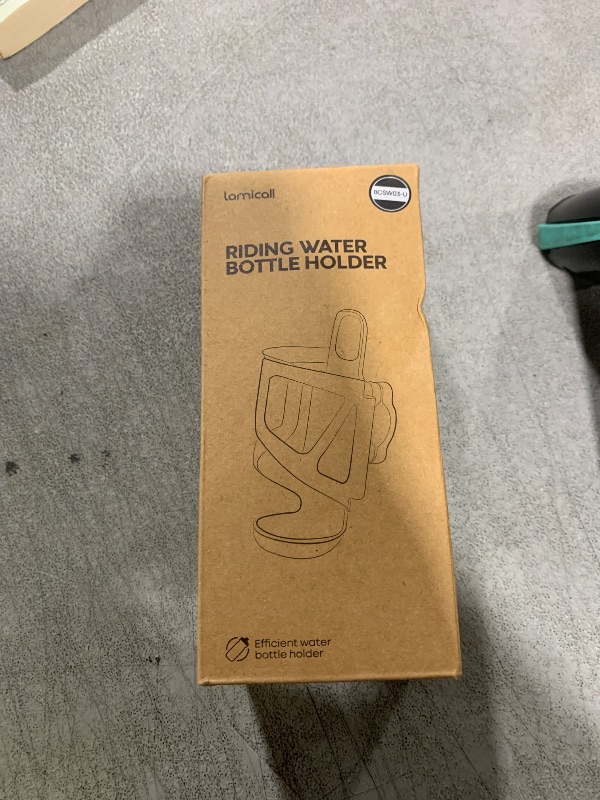 Lamicall
BCSW03-U
RIDING WATER
BOTTLE HOLDER
Efficient water
bottle holder